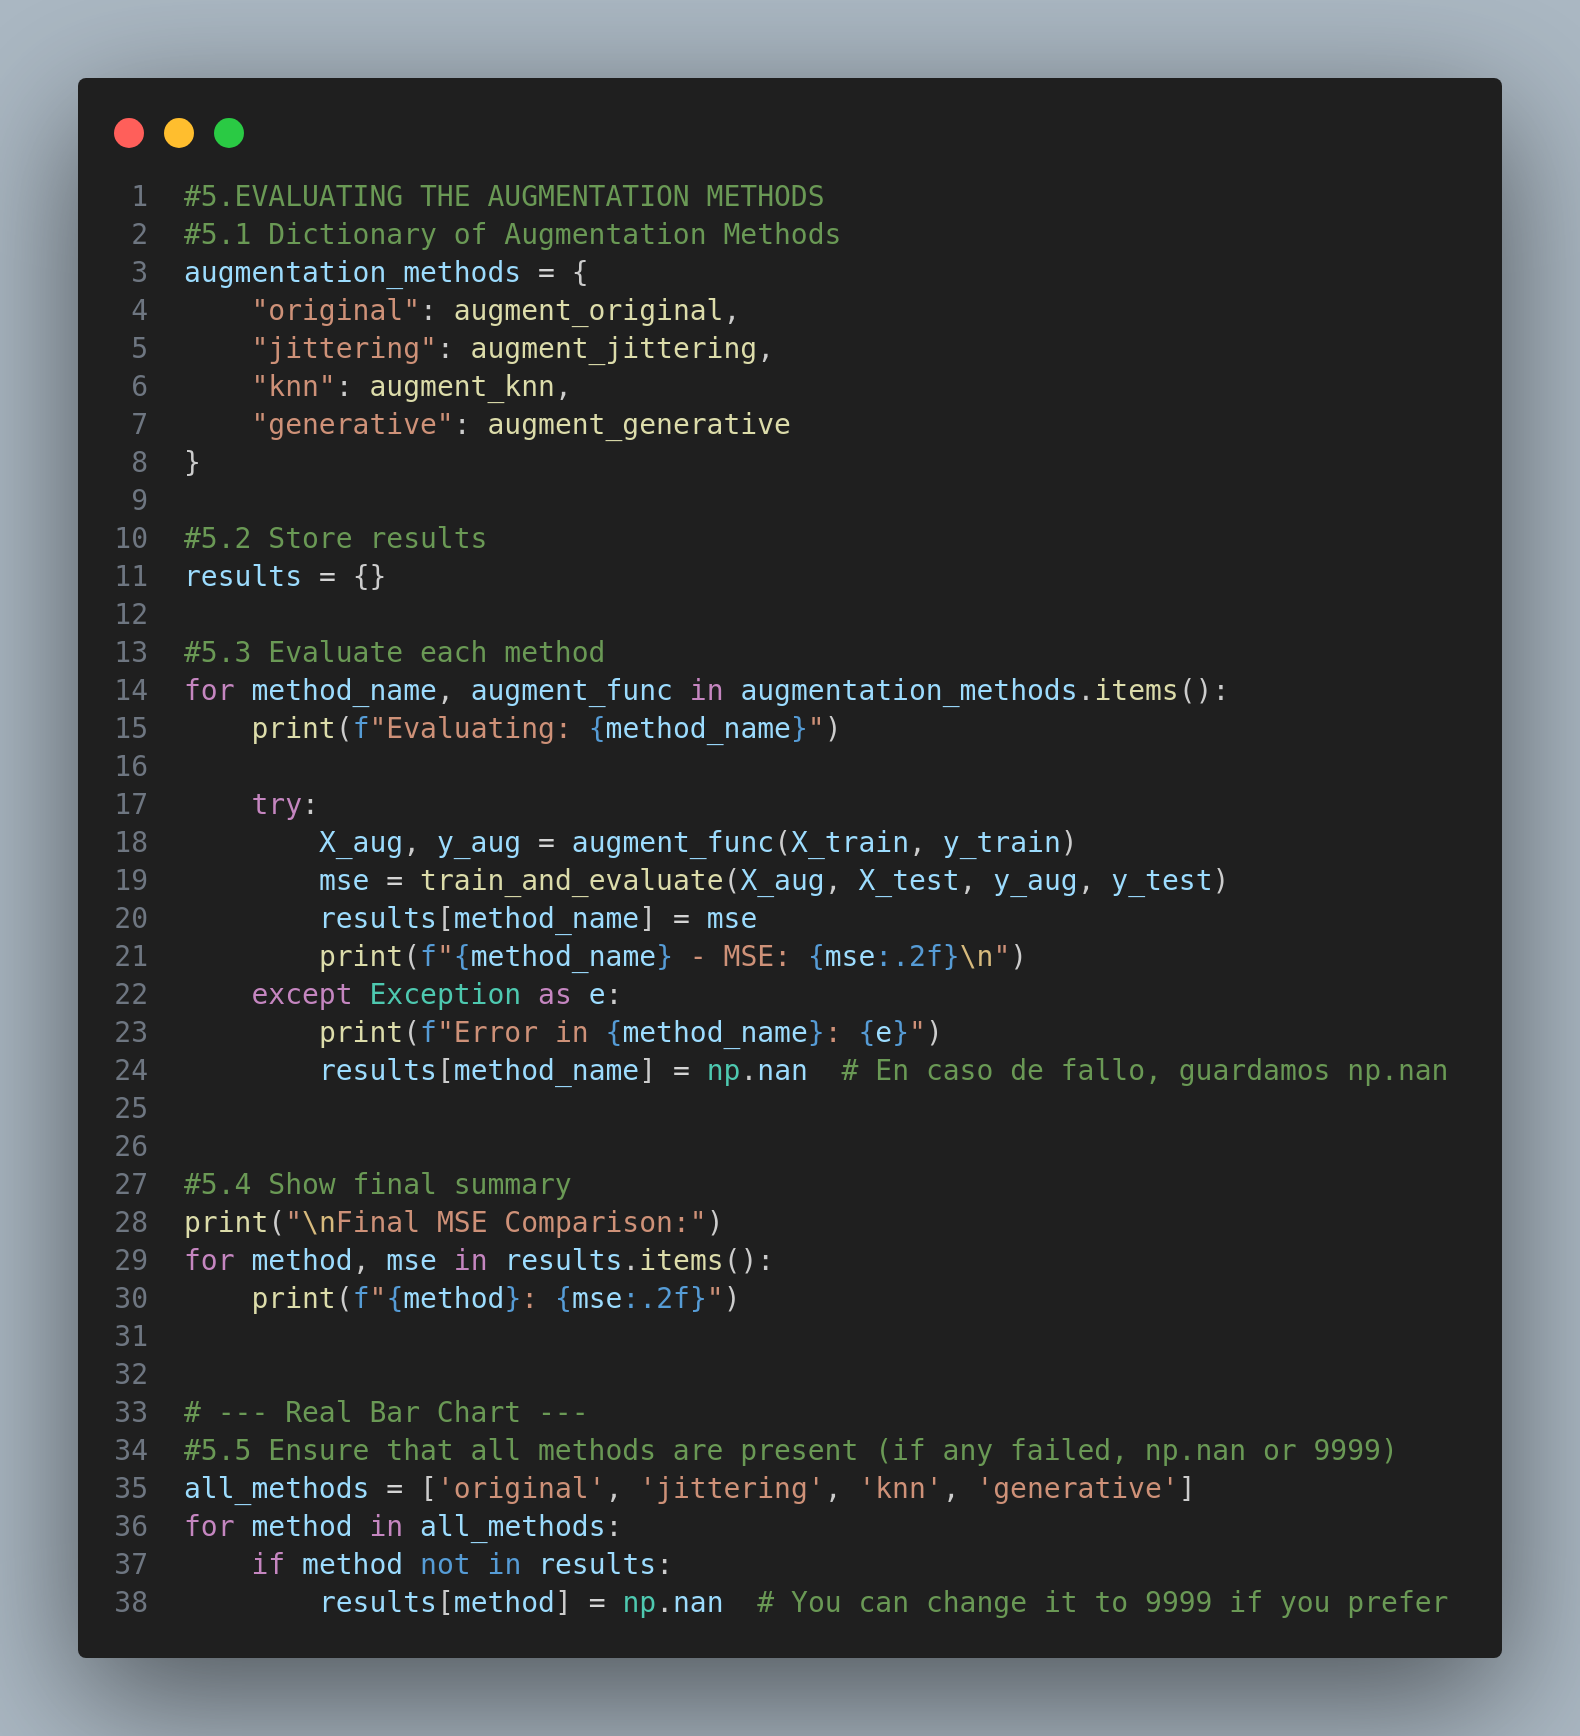 1 #5.EVALUATING THE AUGMENTATION METHODS
2 #5.1 Dictionary of Augmentation Methods
3 augmentation_methods = {
4     "original": augment_original,
5     "jittering": augment_jittering,
6     "knn": augment_knn,
7     "generative": augment_generative
8 }
9
10 #5.2 Store results
11 results = {}
12
13 #5.3 Evaluate each method
14 for method_name, augment_func in augmentation_methods.items():
15     print(f"Evaluating: {method_name}")
16
17     try:
18         X_aug, y_aug = augment_func(X_train, y_train)
19         mse = train_and_evaluate(X_aug, X_test, y_aug, y_test)
20         results[method_name] = mse
21         print(f"{method_name} - MSE: {mse:.2f}\n")
22     except Exception as e:
23         print(f"Error in {method_name}: {e}")
24         results[method_name] = np.nan  # En caso de fallo, guardamos np.nan
25
26
27 #5.4 Show final summary
28 print("\nFinal MSE Comparison:")
29 for method, mse in results.items():
30     print(f"{method}: {mse:.2f}")
31
32
33 # --- Real Bar Chart ---
34 #5.5 Ensure that all methods are present (if any failed, np.nan or 9999)
35 all_methods = ['original', 'jittering', 'knn', 'generative']
36 for method in all_methods:
37     if method not in results:
38         results[method] = np.nan  # You can change it to 9999 if you prefer